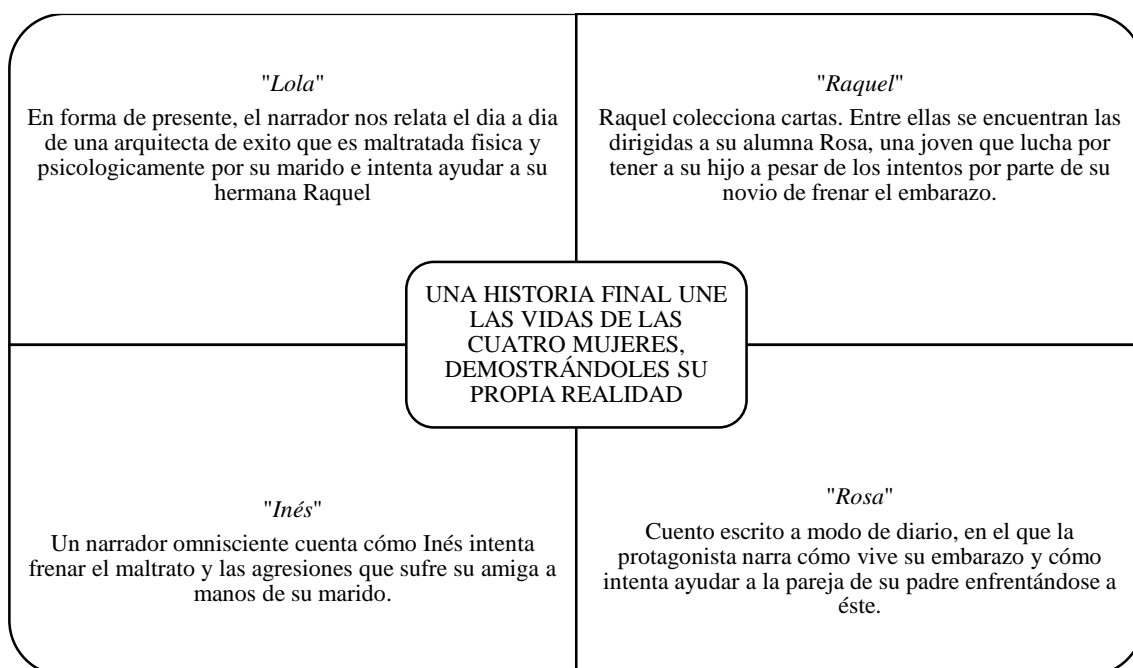 "Lola"
En forma de presente, el narrador nos relata el dia a dia
de una arquitecta de exito que es maltratada fisica y
psicologicamente por su marido e intenta ayudar a su
hermana Raquel
"Raquel"
Raquel colecciona cartas. Entre ellas se encuentran las
dirigidas a su alumna Rosa, una joven que lucha por
tener a su hijo a pesar de los intentos por parte de su
novio de frenar el embarazo.
UNA HISTORIA FINAL UNE
LAS VIDAS DE LAS
CUATRO MUJERES,
DEMOSTRÁNDOLES SU
PROPIA REALIDAD
"Inés"
Un narrador omnisciente cuenta cómo Inés intenta
frenar el maltrato y las agresiones que sufre su amiga a
manos de su marido.
"Rosa"
Cuento escrito a modo de diario, en el que la
protagonista narra cómo vive su embarazo y cómo
intenta ayudar a la pareja de su padre enfrentándose a
éste.